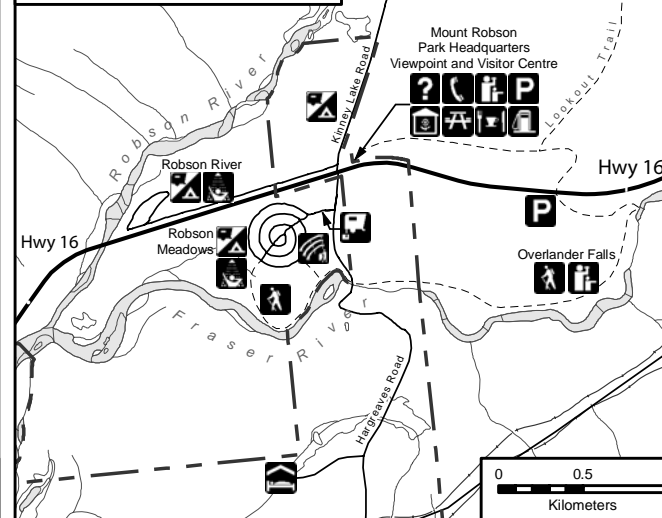 Mount Robson
Park Headquarters
Viewpoint and Visitor Centre
? P
Kinney Lake Road
Lookout Trail
Robson River
Robson River
Hwy 16
Hwy 16
P
Robson
Meadows
Overlander Falls
Fraser River
Hargreaves Road
0 0.5
Kilometers